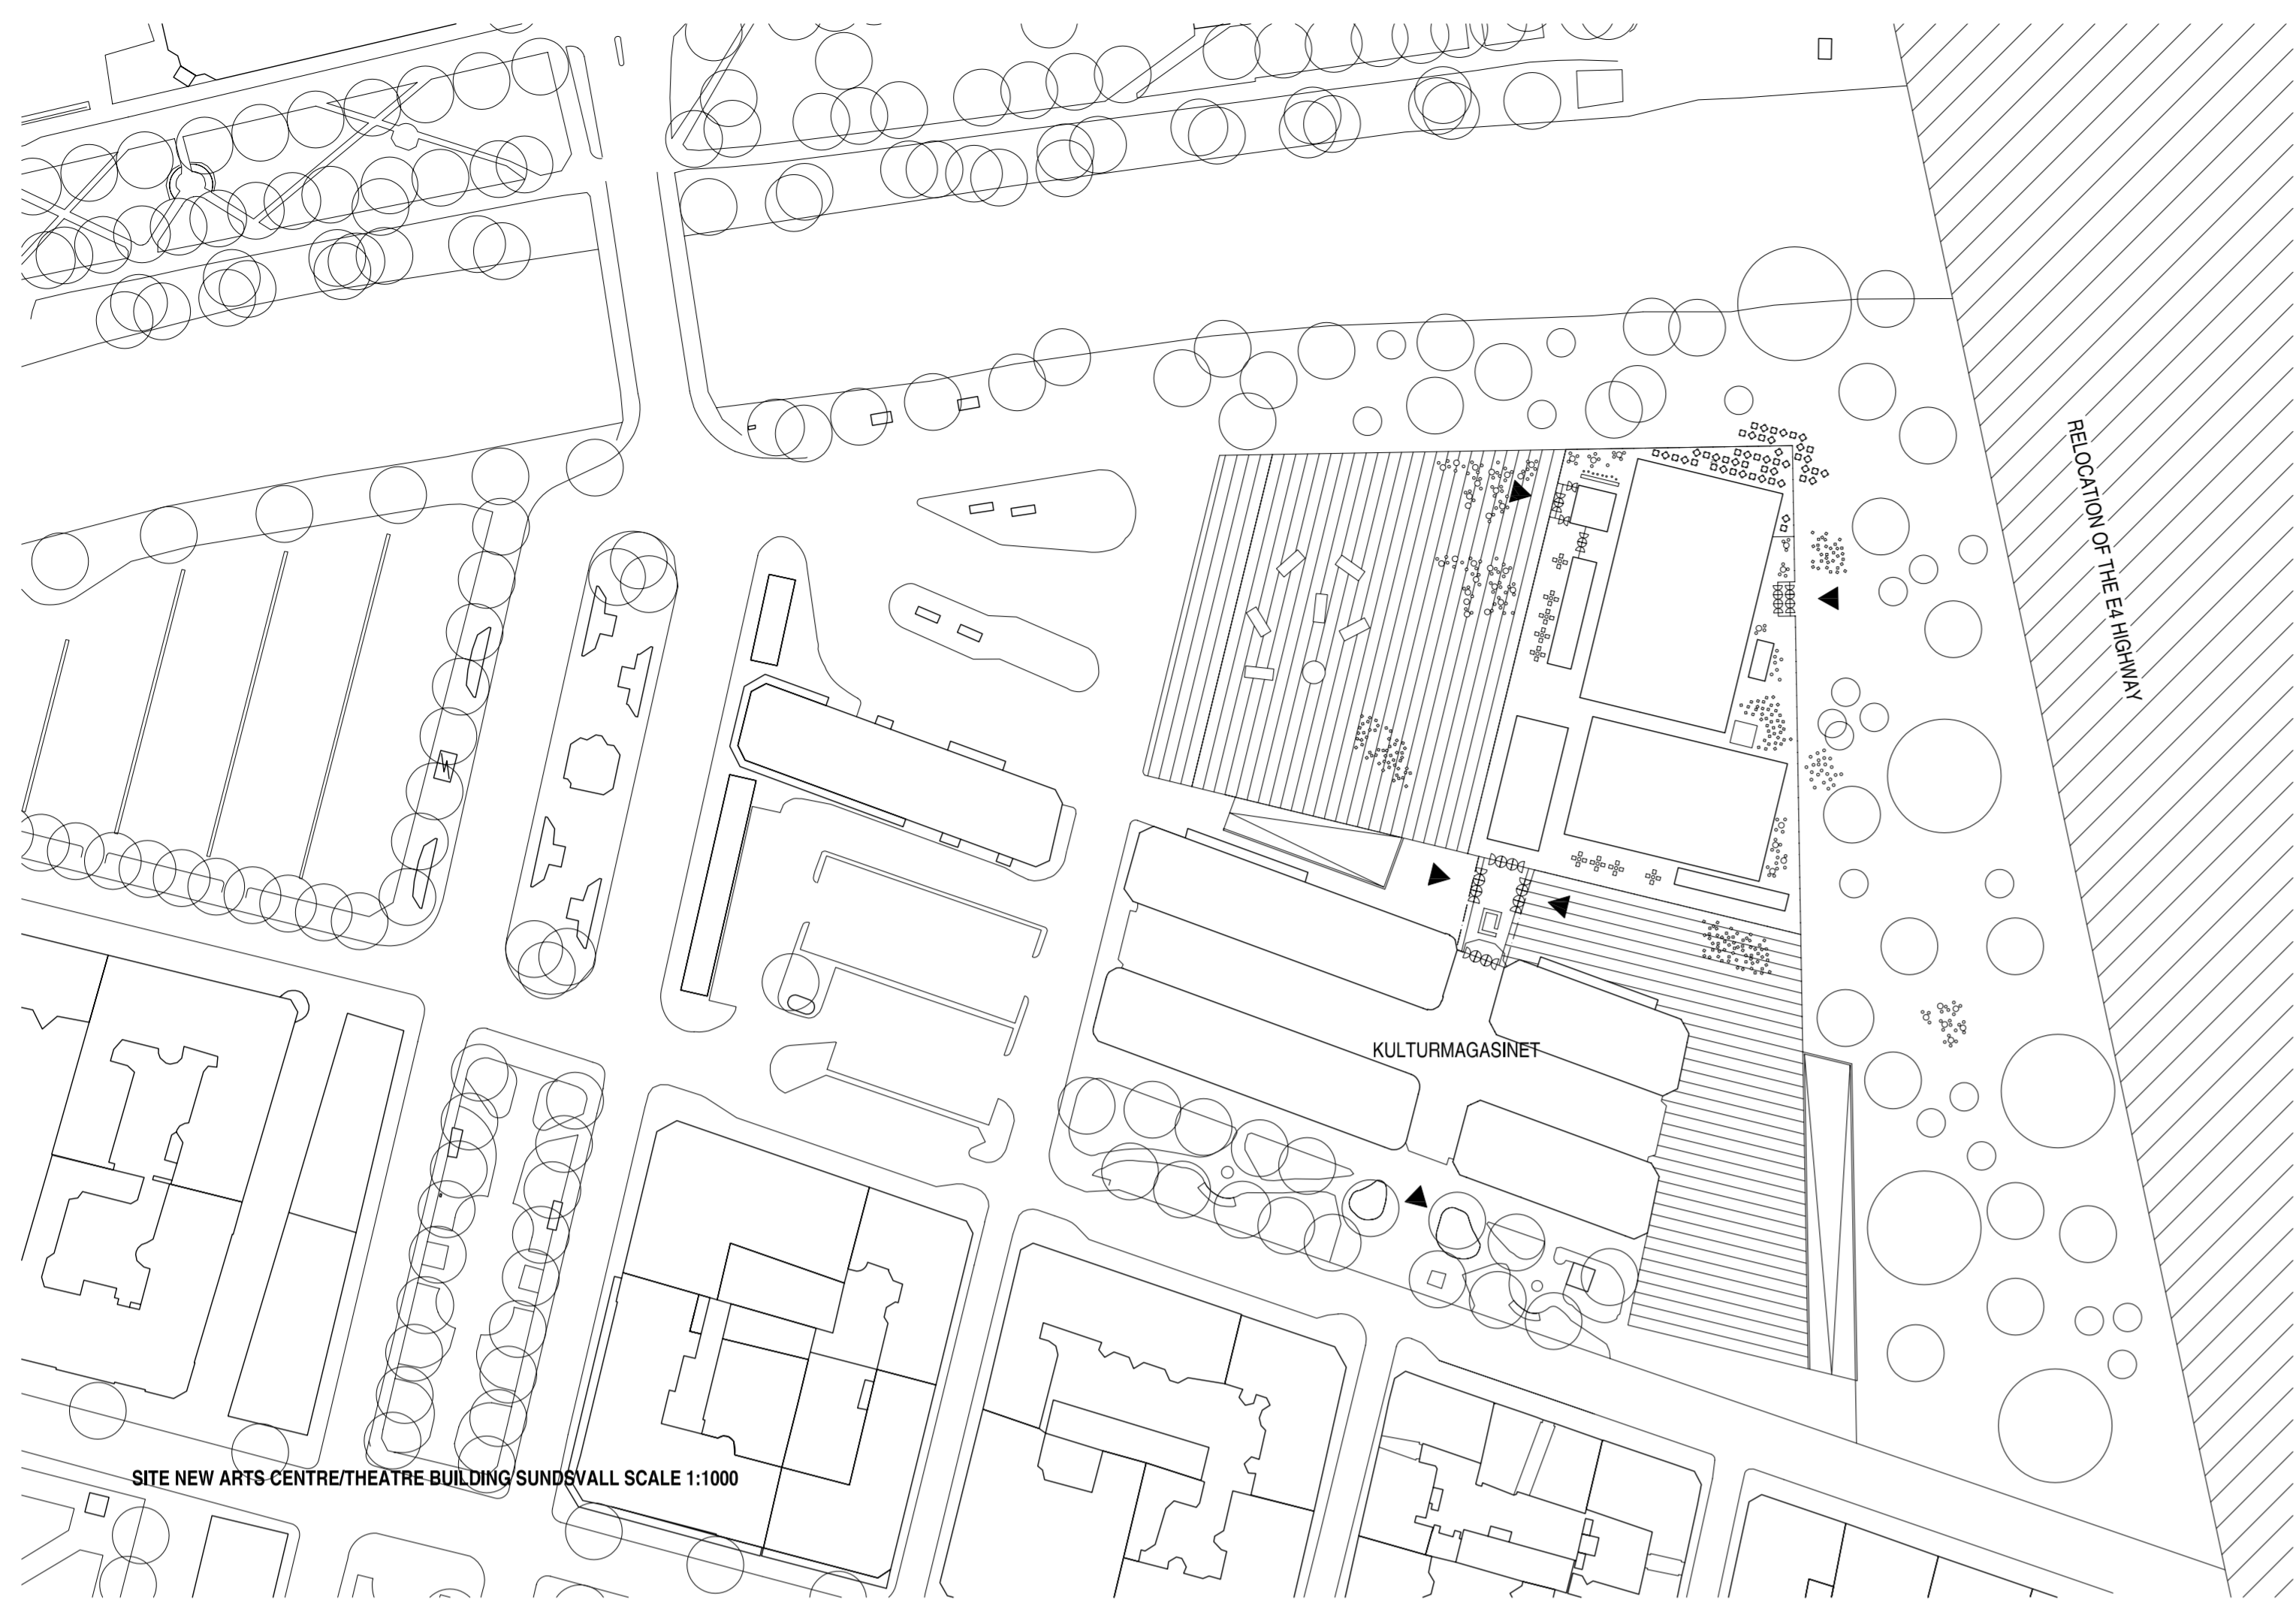 RELOCATION OF THE E4 HIGHWAY
KULTURMAGASINET
SITE NEW ARTS CENTRE/THEATRE BUILDING SUNDSVALL SCALE 1:1000